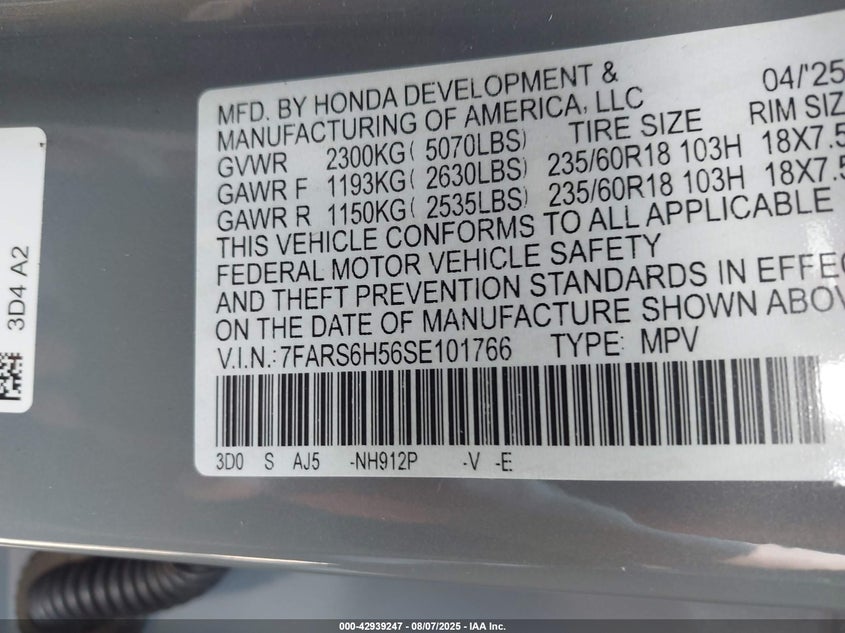 MFD. BY HONDA DEVELOPMENT & 04/'25
MANUFACTURING OF AMERICA, LLC
TIRE SIZE RIM SIZ
GVWR 2300KG( 5070LBS)
GAWR F 1193KG( 2630LBS) 235/60R18 103H 18X7.5
GAWR R 1150KG( 2535LBS) 235/60R18 103H 18X7.5
THIS VEHICLE CONFORMS TO ALL APPLICABLE
FEDERAL MOTOR VEHICLE SAFETY
AND THEFT PREVENTION STANDARDS IN EFFEC
ON THE DATE OF MANUFACTURE SHOWN ABOV
V.I.N.:7FARS6H56SE101766 TYPE: MPV
3D0 S AJ5 -NH912P -V -E
3D4 A2
000-42939247 - 08/07/2025 - IAA Inc.